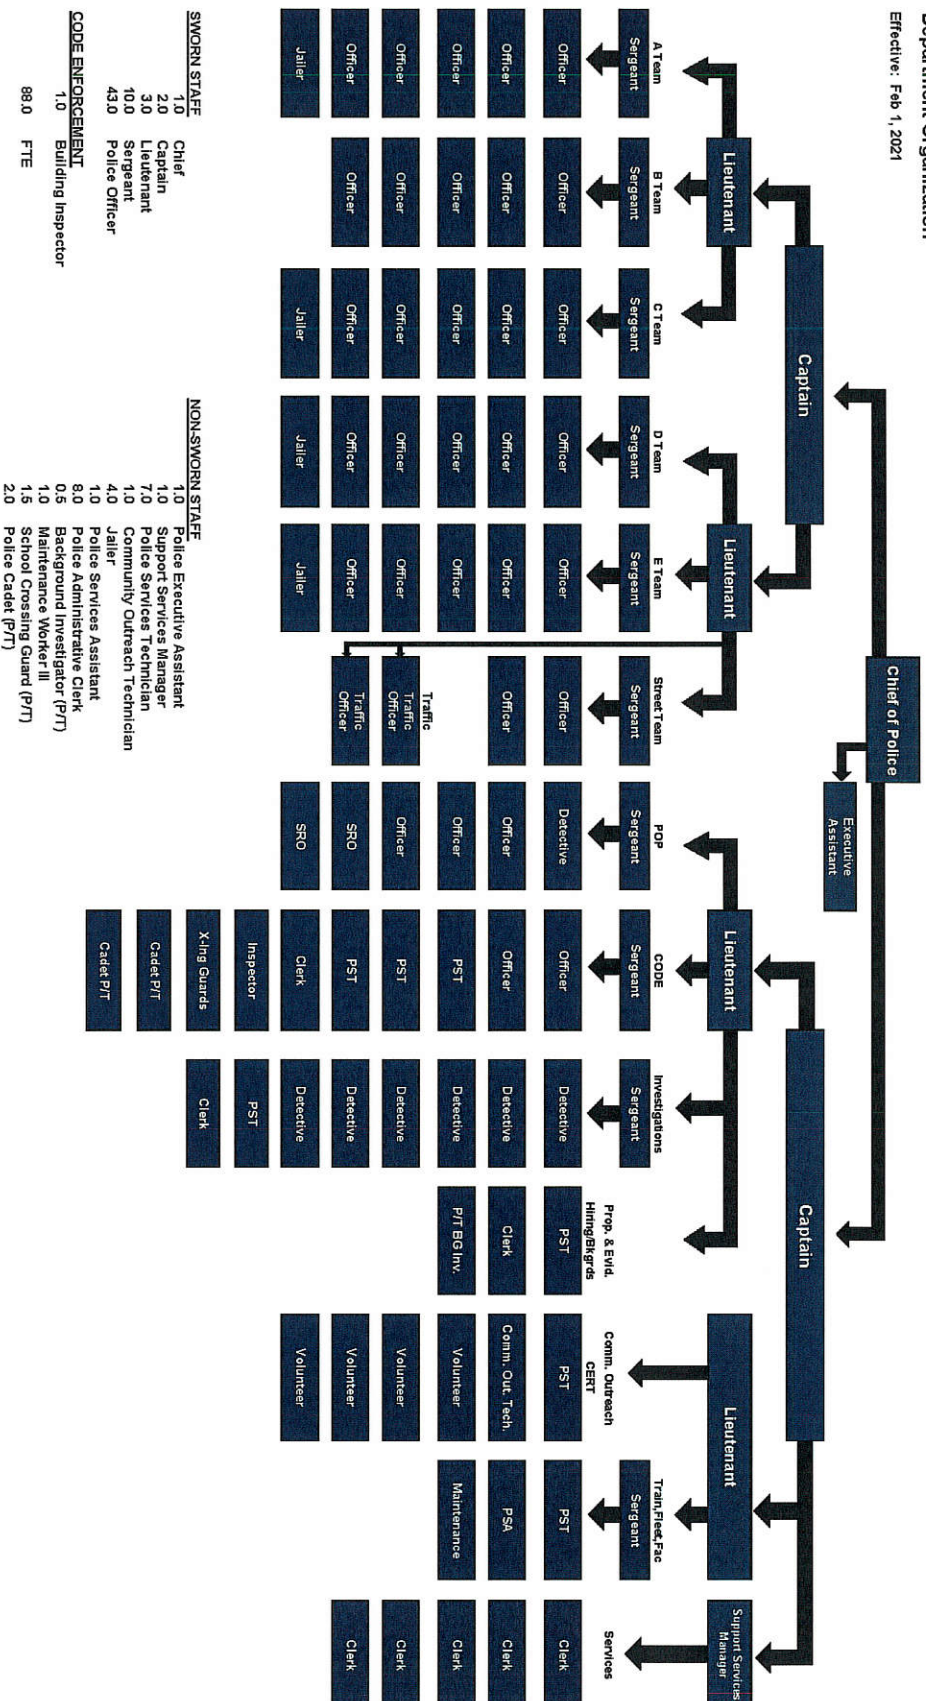 Department Organization
Effective: Feb 1, 2021
Chief of Police
Executive
Assistant
Captain
Captain
Lieutenant
Lieutenant
Lieutenant
Lieutenant
Support Services
Manager
A Team
Sergeant
Officer
Officer
Officer
Officer
Officer
Jailer
B Team
Sergeant
Officer
Officer
Officer
Officer
Officer
C Team
Sergeant
Officer
Officer
Officer
Officer
Officer
Jailer
D Team
Sergeant
Officer
Officer
Officer
Officer
Officer
Jailer
E Team
Sergeant
Officer
Officer
Officer
Officer
Officer
Jailer
Street Team
Sergeant
Officer
Officer
Traffic
Traffic
Officer
Traffic
Officer
POP
Sergeant
Detective
Officer
Officer
Officer
SRO
SRO
CODE
Sergeant
Officer
Officer
PST
PST
PST
Clerk
Inspector
X-ing Guards
Cadet P/T
Cadet P/T
Investigations
Sergeant
Detective
Detective
Detective
Detective
Detective
Detective
PST
Clerk
Prop. & Evid.
Hiring/Bkgrds
PST
Clerk
P/T BG Inv.
Comm. Outreach
CERT
PST
Comm. Out. Tech.
Volunteer
Volunteer
Volunteer
Volunteer
Train,Fleet,Fac
Sergeant
PST
PSA
Maintenance
Services
Clerk
Clerk
Clerk
Clerk
Clerk
SWORN STAFF
1.0 Chief
2.0 Captain
3.0 Lieutenant
10.0 Sergeant
43.0 Police Officer
CODE ENFORCEMENT
1.0 Building Inspector
88.0 FTE
NON-SWORN STAFF
1.0 Police Executive Assistant
1.0 Support Services Manager
7.0 Police Services Technician
1.0 Community Outreach Technician
4.0 Jailer
1.0 Police Services Assistant
8.0 Police Administrative Clerk
0.5 Background Investigator (P/T)
1.0 Maintenance Worker III
1.5 School Crossing Guard (P/T)
2.0 Police Cadet (P/T)